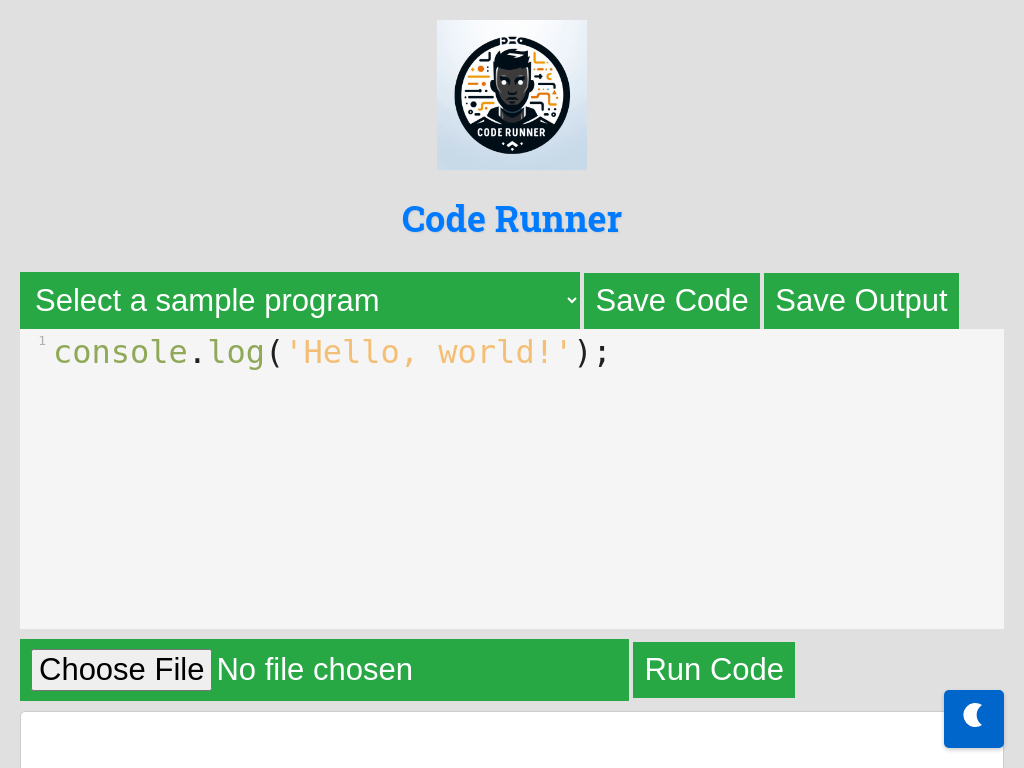 CODE RUNNER
Code Runner
Select a sample program
Save Code
Save Output
1
console.log('Hello, world!');
Choose File
No file chosen
Run Code